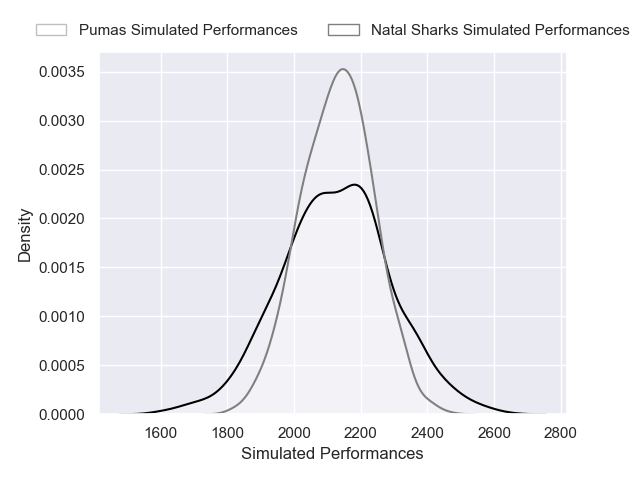 Pumas Simulated Performances Natal Sharks Simulated Performances
0.0035
0.0030
0.0025
0.0020
0.0015
0.0010
0.0005
0.0000
Density
1600 1800 2000 2200 2400 2600 2800
Simulated Performances